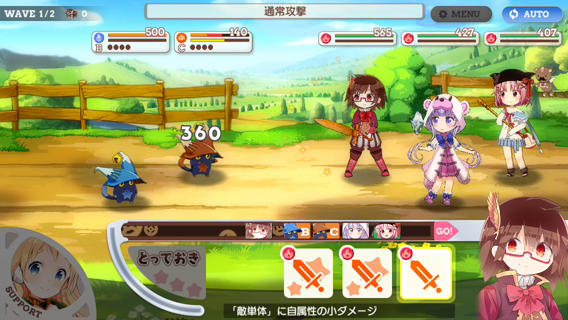 WAVE 1/2 0
通常攻撃
MENU
AUTO
500
B
140
C
565
427
407
360
B
C
GO!
とっておき
SUPPORT
「敵単体」に自属性の小ダメージ